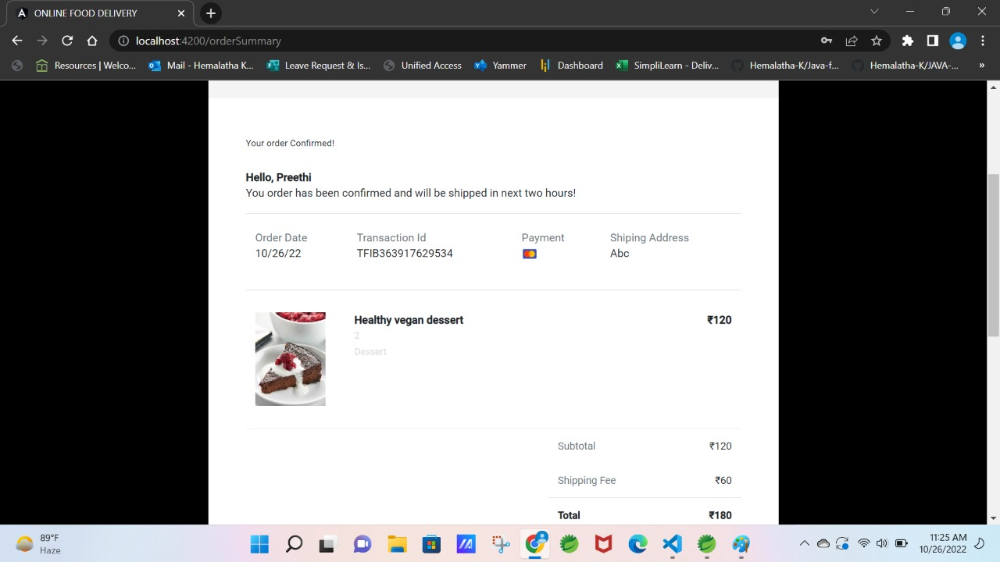 ONLINE FOOD DELIVERY
localhost:4200/orderSummary
Resources | Welco...
Mail - Hemalatha K...
Leave Request & Is...
Unified Access
Yammer
Dashboard
SimpliLearn - Deliv...
Hemalatha-K/Java-f...
Hemalatha-K/JAVA-...
»
Your order Confirmed!
Hello, Preethi
You order has been confirmed and will be shipped in next two hours!
Order Date Transaction Id Payment Shiping Address
10/26/22 TFIB363917629534 Abc
Healthy vegan dessert ₹120
2
Dessert
Subtotal ₹120
Shipping Fee ₹60
Total ₹180
89°F
Haze
11:25 AM
10/26/2022